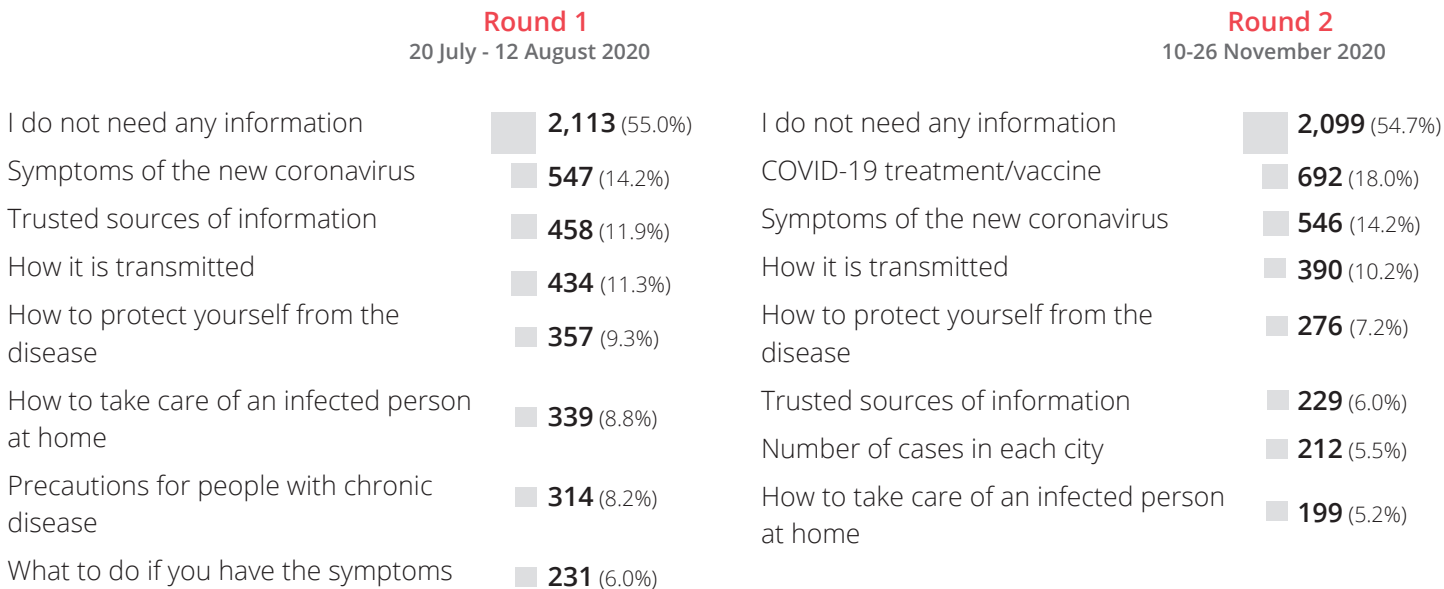 Round 1
20 July - 12 August 2020
I do not need any information 2,113 (55.0%)
Symptoms of the new coronavirus 547 (14.2%)
Trusted sources of information 458 (11.9%)
How it is transmitted 434 (11.3%)
How to protect yourself from the
disease 357 (9.3%)
How to take care of an infected person
at home 339 (8.8%)
Precautions for people with chronic
disease 314 (8.2%)
What to do if you have the symptoms 231 (6.0%)
Round 2
10-26 November 2020
I do not need any information 2,099 (54.7%)
COVID-19 treatment/vaccine 692 (18.0%)
Symptoms of the new coronavirus 546 (14.2%)
How it is transmitted 390 (10.2%)
How to protect yourself from the
disease 276 (7.2%)
Trusted sources of information 229 (6.0%)
Number of cases in each city 212 (5.5%)
How to take care of an infected person
at home 199 (5.2%)